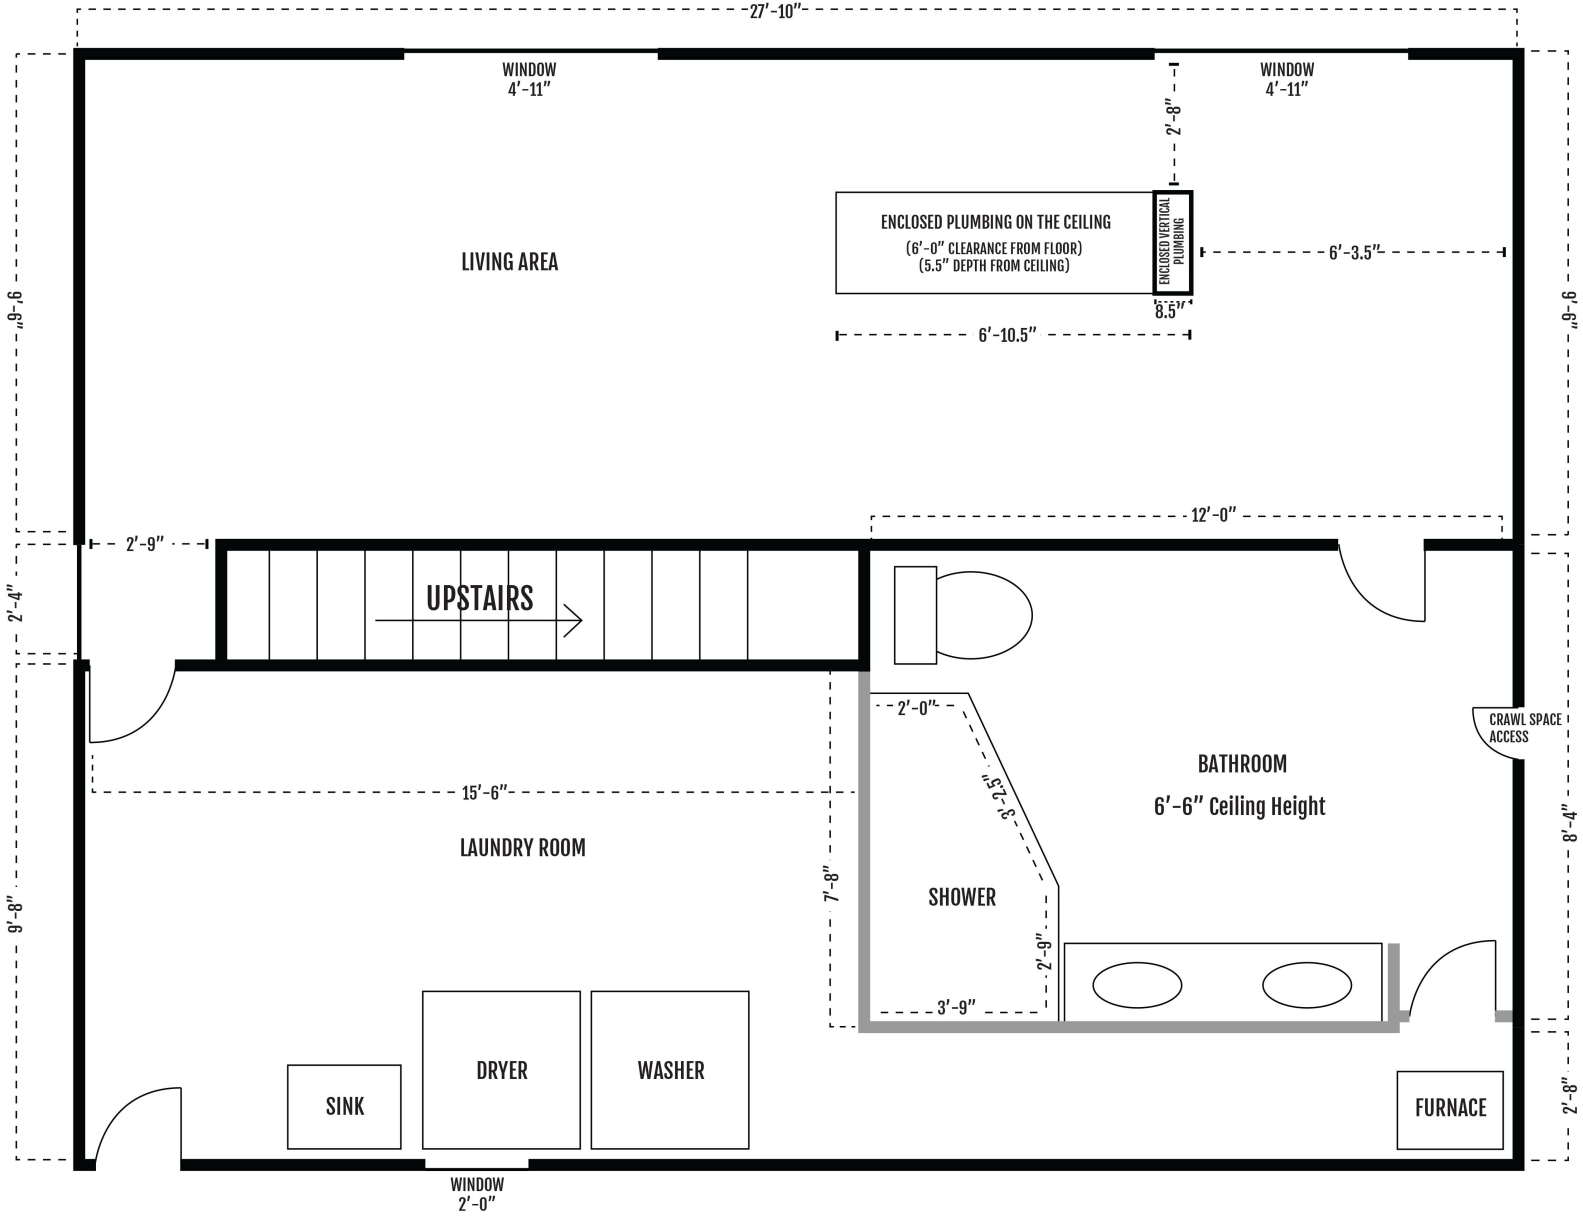 27’-10”
WINDOW
4’-11”
WINDOW
4’-11”
2’-8”
ENCLOSED PLUMBING ON THE CEILING
(6’-0” CLEARANCE FROM FLOOR)
(5.5” DEPTH FROM CEILING)
ENCLOSED VERTICAL
PLUMBING
LIVING AREA
6’-3.5”
9’-6”
9’-6”
8.5”
6’-10.5”
12’-0”
2’-9”
2’-4”
UPSTAIRS
2’-0”
CRAWL SPACE
ACCESS
BATHROOM
6’-6” Ceiling Height
3’-2.5”
15’-6”
8’-4”
LAUNDRY ROOM
7’-8”
SHOWER
9’-8”
2’-9”
3’-9”
DRYER
WASHER
SINK
FURNACE
2’-8”
WINDOW
2’-0”